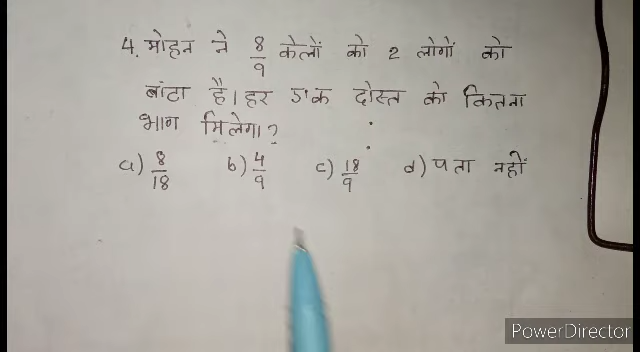 4. मोहन ने 8/9 केलों को 2 लोगों को
बांटा है। हर एक दोस्त को कितना
भाग मिलेगा?
a) 8/18 b) 4/9 c) 18/9 d) पता नहीं
PowerDirector